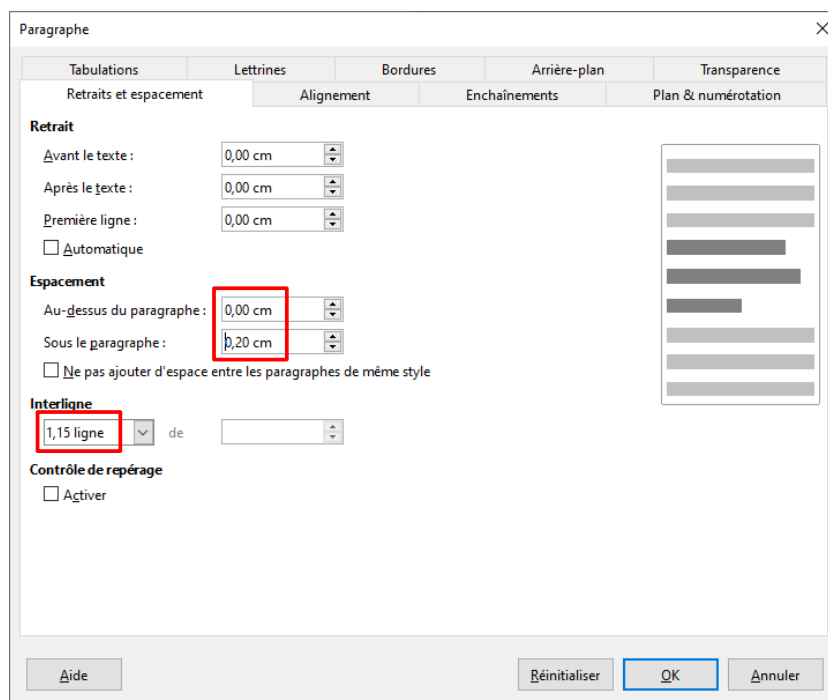 Paragraphe
Tabulations Lettrines Bordures Arrière-plan Transparence
Retraits et espacement Alignement Enchaînements Plan & numérotation
Retrait
Avant le texte : 0,00 cm
Après le texte : 0,00 cm
Première ligne : 0,00 cm
Automatique
Espacement
Au-dessus du paragraphe : 0,00 cm
Sous le paragraphe : 0,20 cm
Ne pas ajouter d'espace entre les paragraphes de même style
Interligne
1,15 ligne de
Contrôle de repérage
Activer
Aide Réinitialiser OK Annuler